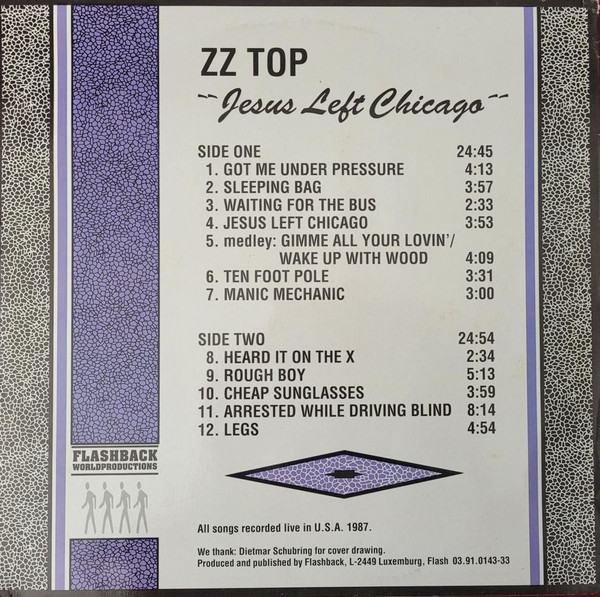 ZZ TOP
"Jesus Left Chicago"
SIDE ONE 24:45
1. GOT ME UNDER PRESSURE 4:13
2. SLEEPING BAG 3:57
3. WAITING FOR THE BUS 2:33
4. JESUS LEFT CHICAGO 3:53
5. medley: GIMME ALL YOUR LOVIN'/
WAKE UP WITH WOOD 4:09
6. TEN FOOT POLE 3:31
7. MANIC MECHANIC 3:00
SIDE TWO 24:54
8. HEARD IT ON THE X 2:34
9. ROUGH BOY 5:13
10. CHEAP SUNGLASSES 3:59
11. ARRESTED WHILE DRIVING BLIND 8:14
12. LEGS 4:54
FLASHBACK
WORLDPRODUCTIONS
All songs recorded live in U.S.A. 1987.
We thank: Dietmar Schubring for cover drawing.
Produced and published by Flashback, L-2449 Luxemburg, Flash 03.91.0143-33